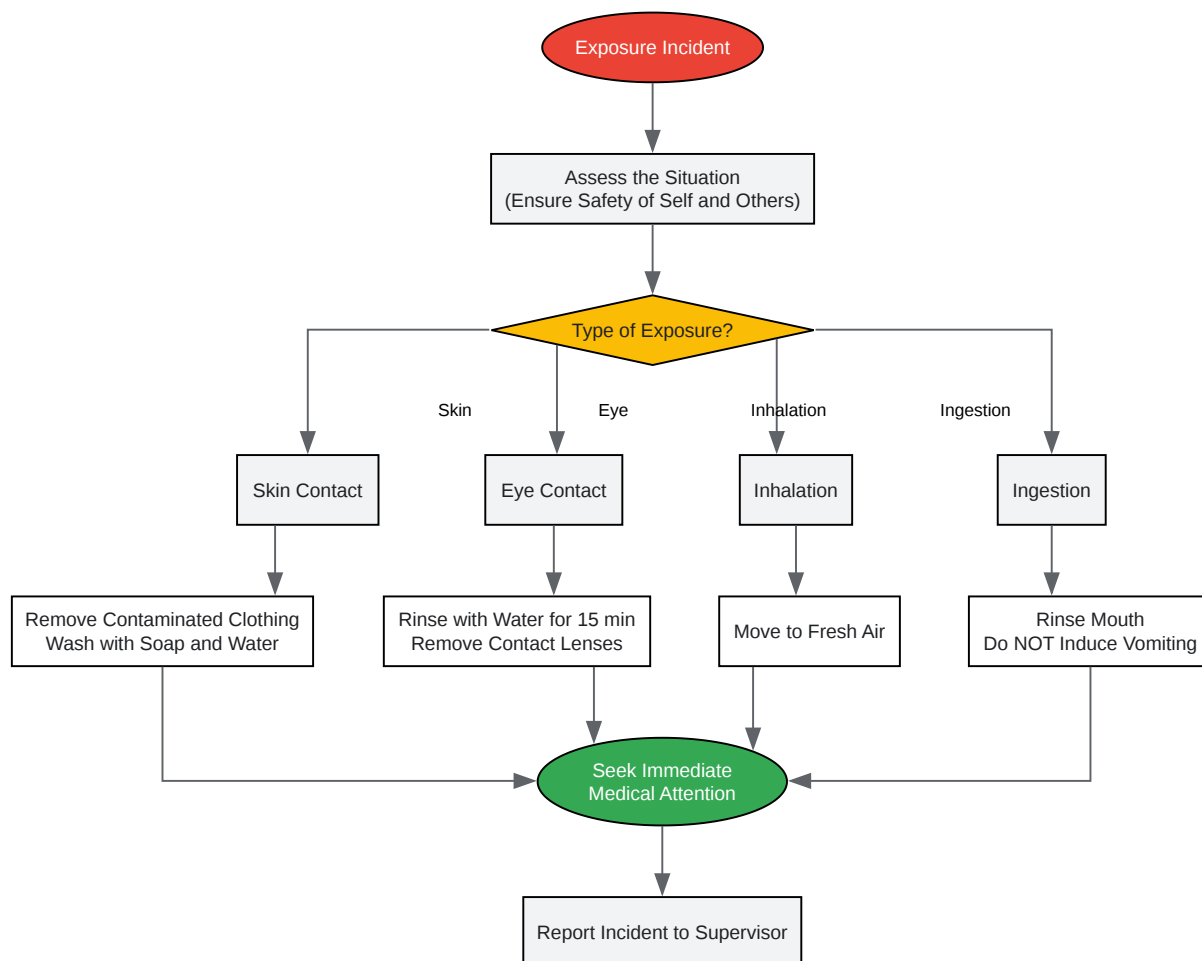 Exposure Incident
Assess the Situation
(Ensure Safety of Self and Others)
Type of Exposure?
Skin
Eye
Inhalation
Ingestion
Skin Contact
Eye Contact
Inhalation
Ingestion
Remove Contaminated Clothing
Wash with Soap and Water
Rinse with Water for 15 min
Remove Contact Lenses
Move to Fresh Air
Rinse Mouth
Do NOT Induce Vomiting
Seek Immediate
Medical Attention
Report Incident to Supervisor